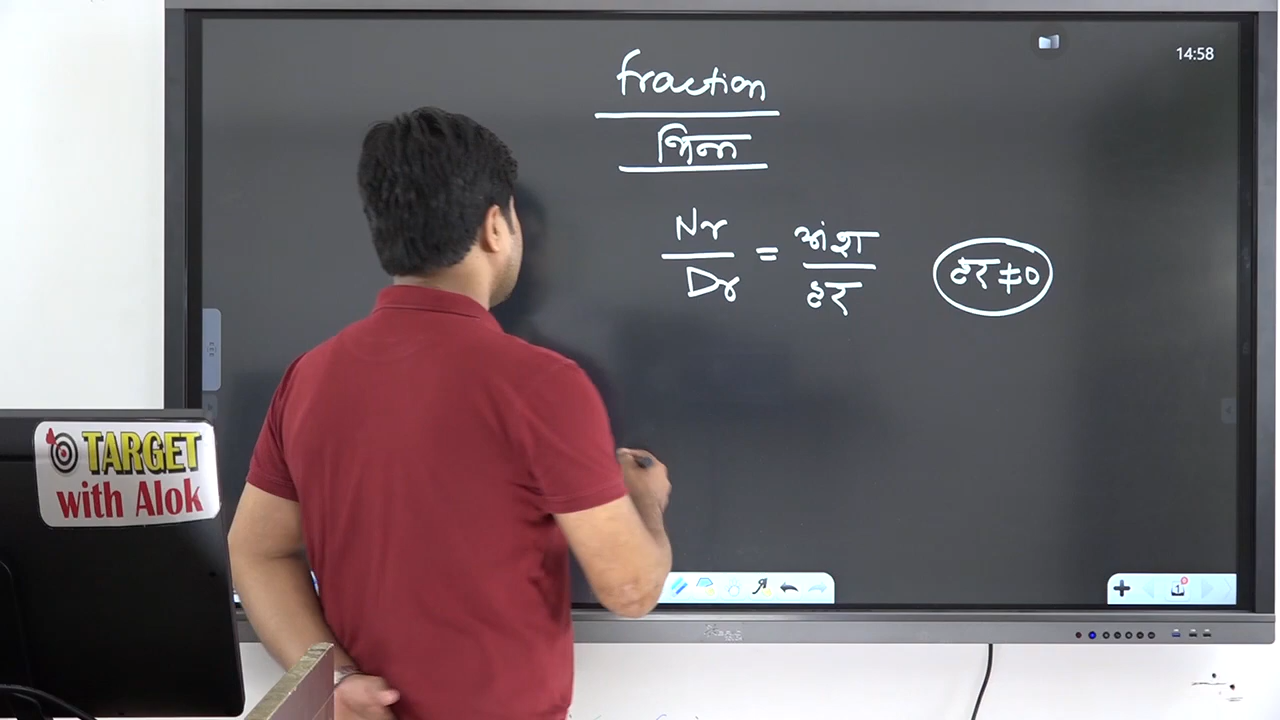 fraction
भिन्न
Nr/Dr = अंश/हर
हर ≠ 0
14:58
TARGET
with Alok